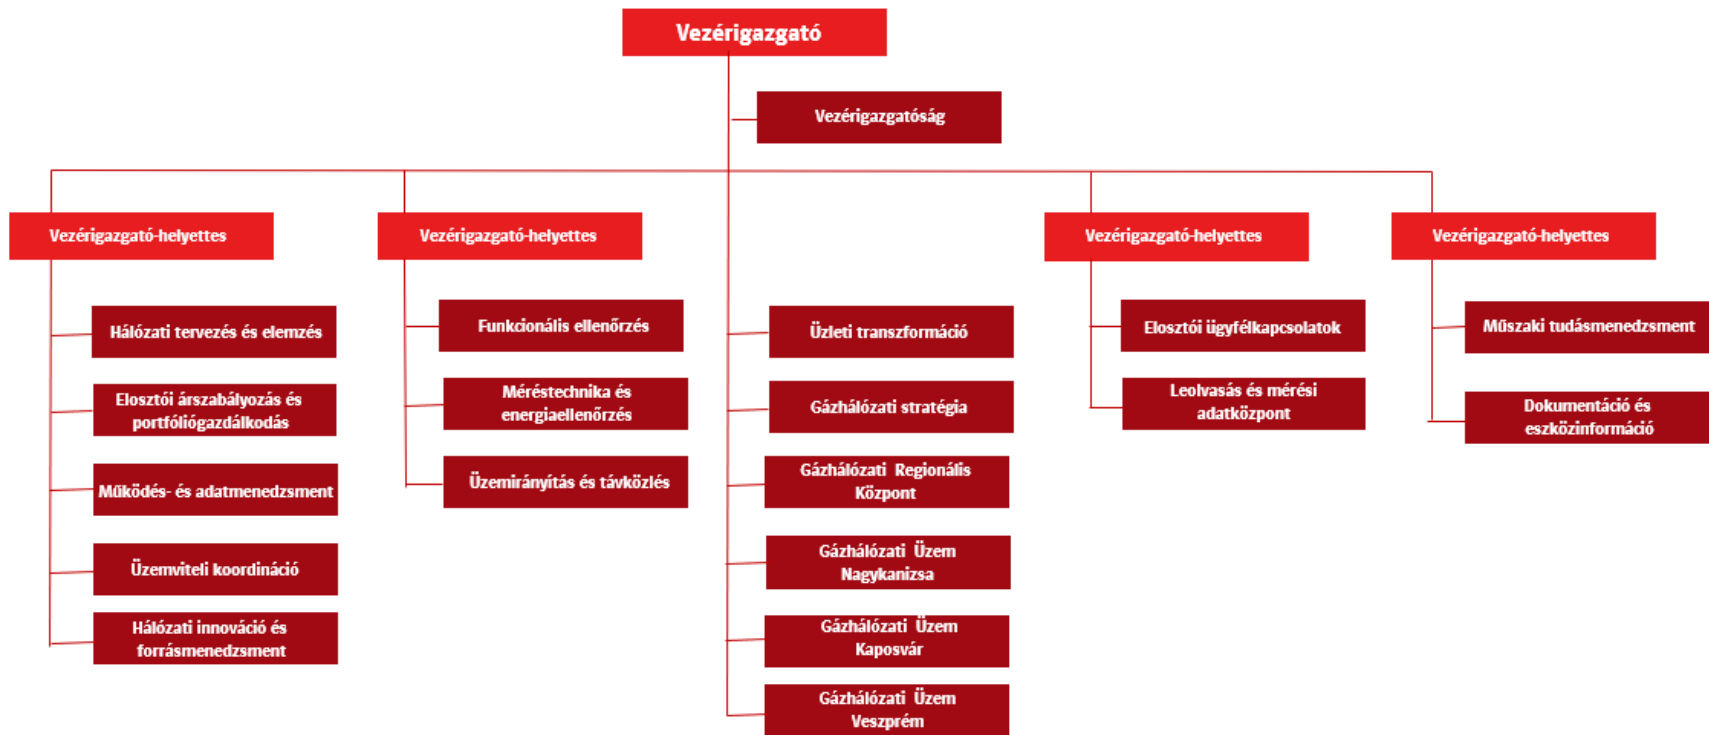 Vezérigazgató
Vezérigazgatóság
Vezérigazgató-helyettes
Vezérigazgató-helyettes
Vezérigazgató-helyettes
Vezérigazgató-helyettes
Hálózati tervezés és elemzés
Elosztói árszabályozás és
portfóliógazdálkodás
Működés- és adatmenedzsment
Üzemviteli koordináció
Hálózati innováció és
forrásmenedzsment
Funkcionális ellenőrzés
Méréstechnika és
energiaellenőrzés
Üzemirányítás és távközlés
Üzleti transzformáció
Gázhálózati stratégia
Gázhálózati Regionális
Központ
Gázhálózati Üzem
Nagykanizsa
Gázhálózati Üzem
Kaposvár
Gázhálózati Üzem
Veszprém
Elosztói ügyfélkapcsolatok
Leolvasás és mérési
adatközpont
Műszaki tudásmenedzsment
Dokumentáció és
eszközinformáció